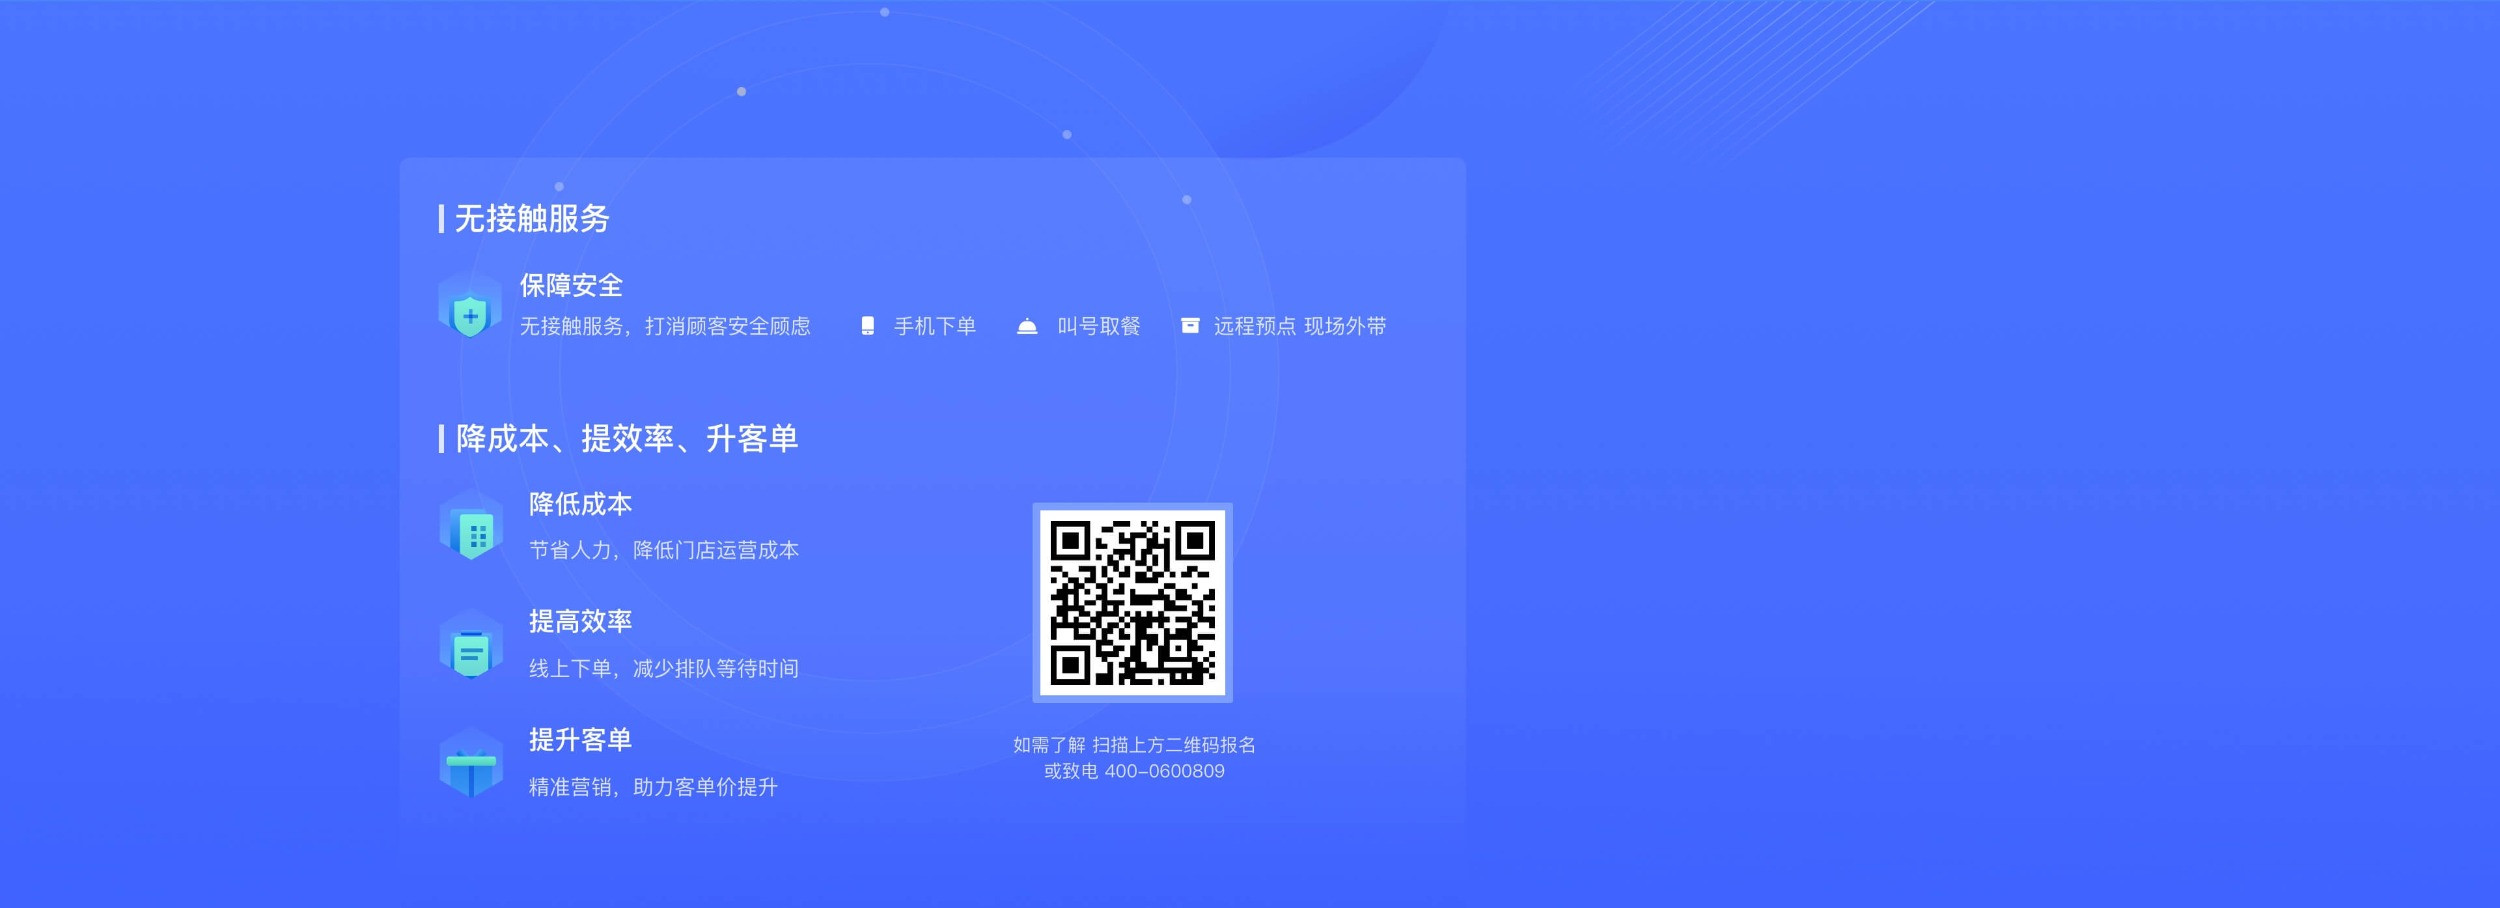 无接触服务
保障安全
无接触服务，打消顾客安全顾虑 手机下单 叫号取餐 远程预点 现场外带
降成本、提效率、升客单
降低成本
节省人力，降低门店运营成本
提高效率
线上下单，减少排队等待时间
提升客单
精准营销，助力客单价提升
如需了解 扫描上方二维码报名
或致电 400-0600809